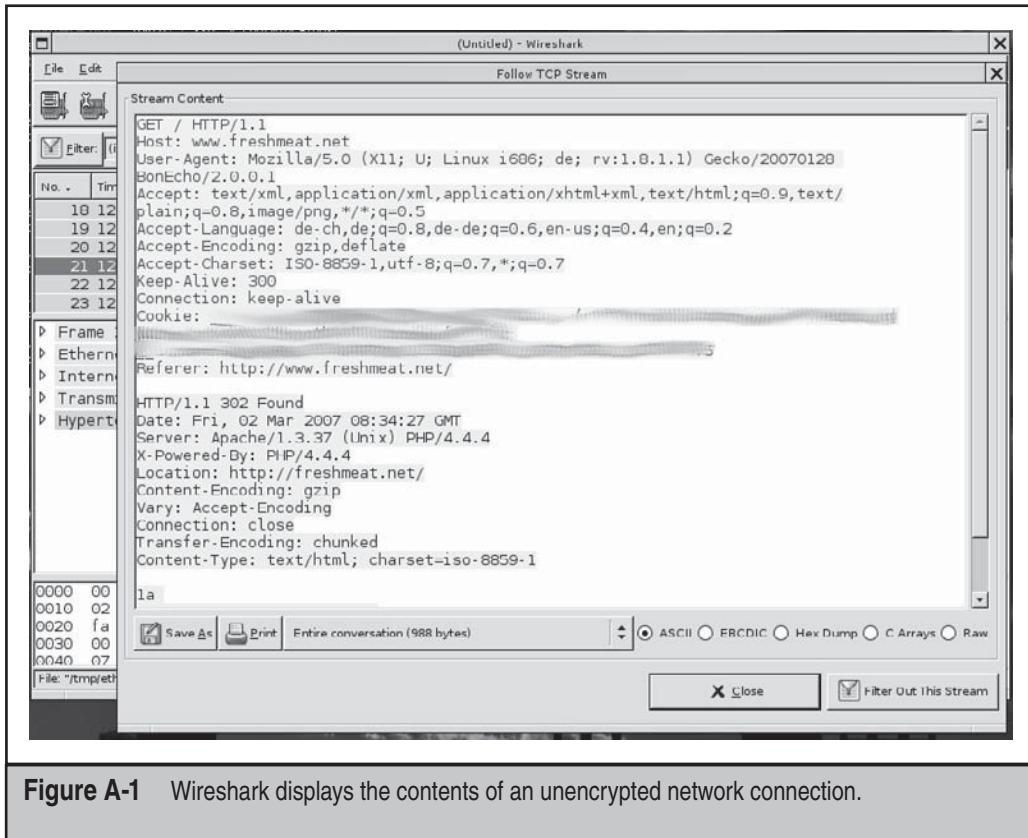 (Untitled) - Wireshark
File Edit
Follow TCP Stream
Stream Content
GET / HTTP/1.1
Host: www.freshmeat.net
User-Agent: Mozilla/5.0 (X11; U; Linux i686; de; rv:1.8.1.1) Gecko/20070128
BonEcho/2.0.0.1
Accept: text/xml,application/xml,application/xhtml+xml,text/html;q=0.9,text/
plain;q=0.8,image/png,*/*;q=0.5
Accept-Language: de-ch,de;q=0.8,de-de;q=0.6,en-us;q=0.4,en;q=0.2
Accept-Encoding: gzip,deflate
Accept-Charset: ISO-8859-1,utf-8;q=0.7,*;q=0.7
Keep-Alive: 300
Connection: keep-alive
Cookie:
Referer: http://www.freshmeat.net/
HTTP/1.1 302 Found
Date: Fri, 02 Mar 2007 08:34:27 GMT
Server: Apache/1.3.37 (Unix) PHP/4.4.4
X-Powered-By: PHP/4.4.4
Location: http://freshmeat.net/
Content-Encoding: gzip
Vary: Accept-Encoding
Connection: close
Transfer-Encoding: chunked
Content-Type: text/html; charset=iso-8859-1
1a
Filter: (i
No. . Tim
18 12
19 12
20 12
21 12
22 12
23 12
Frame
Ethern
Intern
Transm
Hypert
0000 00
0010 02
0020 fa
0030 00
0040 07
File: "/tmp/eth
Save As Print Entire conversation (988 bytes) ASCII EBCDIC Hex Dump C Arrays Raw
Close Filter Out This Stream
Figure A-1 Wireshark displays the contents of an unencrypted network connection.